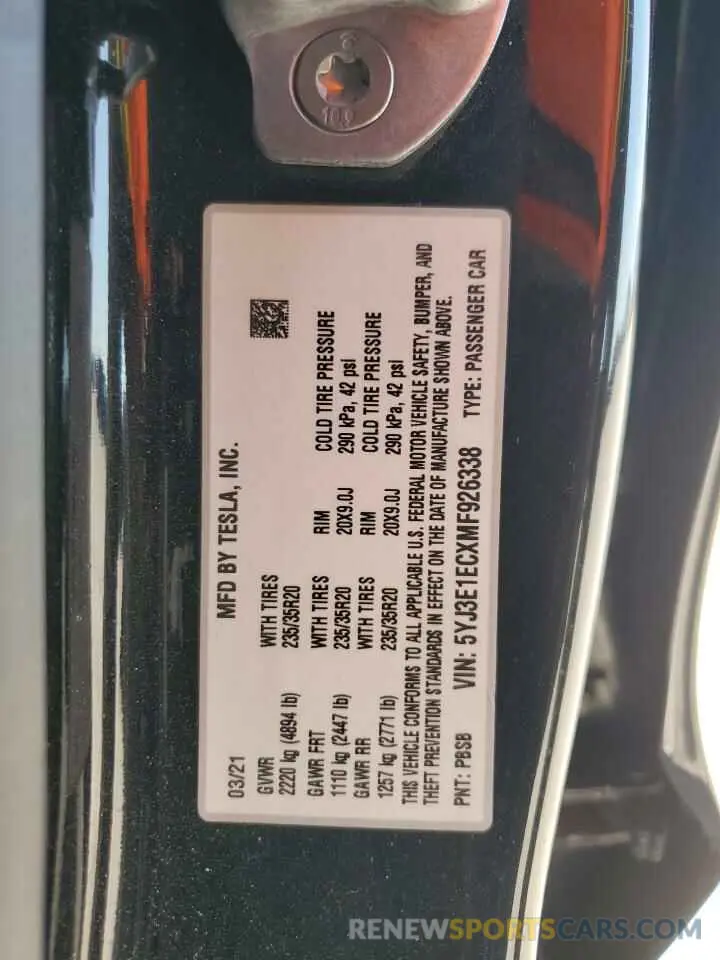 MFD BY TESLA, INC.
03/21
GVWR WITH TIRES
2220 kg (4894 lb) 235/35R20
GAWR FRT WITH TIRES RIM COLD TIRE PRESSURE
1110 kg (2447 lb) 235/35R20 20X9.0J 290 kPa, 42 psi
GAWR RR WITH TIRES RIM COLD TIRE PRESSURE
1257 kg (2771 lb) 235/35R20 20X9.0J 290 kPa, 42 psi
THIS VEHICLE CONFORMS TO ALL APPLICABLE U.S. FEDERAL MOTOR VEHICLE SAFETY, BUMPER, AND
THEFT PREVENTION STANDARDS IN EFFECT ON THE DATE OF MANUFACTURE SHOWN ABOVE.
PNT: PBSB VIN: 5YJ3E1ECXMF926338 TYPE: PASSENGER CAR
RENEWSPORTSCARS.COM